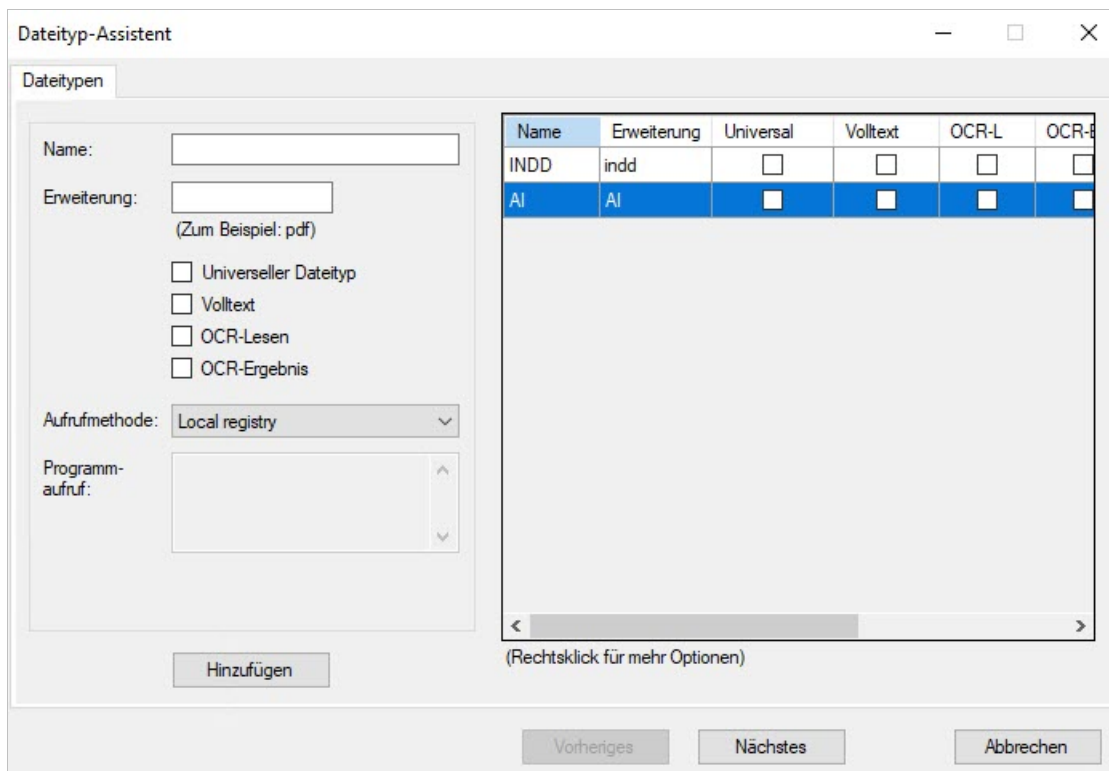 Dateityp-Assistent
Dateitypen
Name:
Erweiterung:
(Zum Beispiel: pdf)
Universeller Dateityp
Volltext
OCR-Lesen
OCR-Ergebnis
Aufrufmethode: Local registry
Programm-
aufruf:
Hinzufügen
Name Erweiterung Universal Volltext OCR-L OCR-E
INDD indd
AI AI
(Rechtsklick für mehr Optionen)
Vorheriges Nächstes Abbrechen